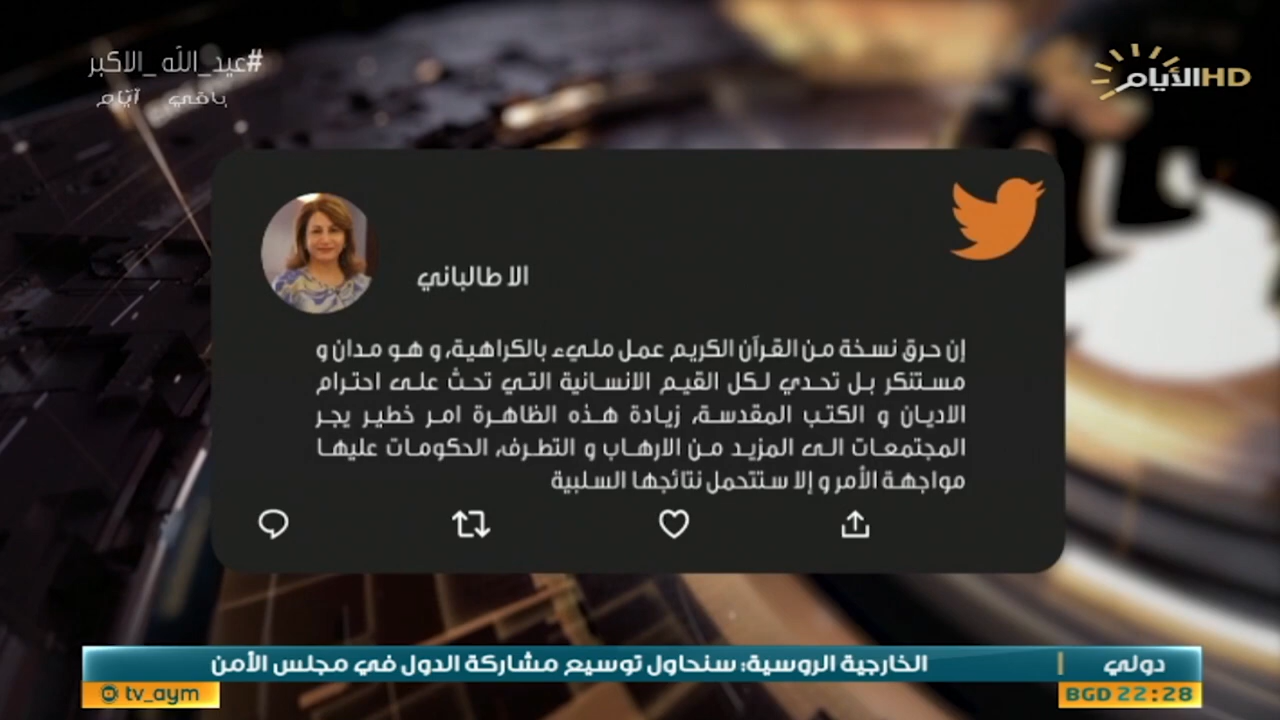 #عيد_الله_الاكبر
باقي أيام
الأيام HD
الا طالباني
إن حرق نسخة من القرآن الكريم عمل مليء بالكراهية، و هو مدان و
مستنكر بل تحدي لكل القيم الانسانية التي تحث على احترام
الاديان و الكتب المقدسة، زيادة هذه الظاهرة امر خطير يجر
المجتمعات الى المزيد من الارهاب و التطرف، الحكومات عليها
مواجهة الأمر و إلا ستتحمل نتائجها السلبية
دولي | الخارجية الروسية: سنحاول توسيع مشاركة الدول في مجلس الأمن
BGD 22:28
tv_aym